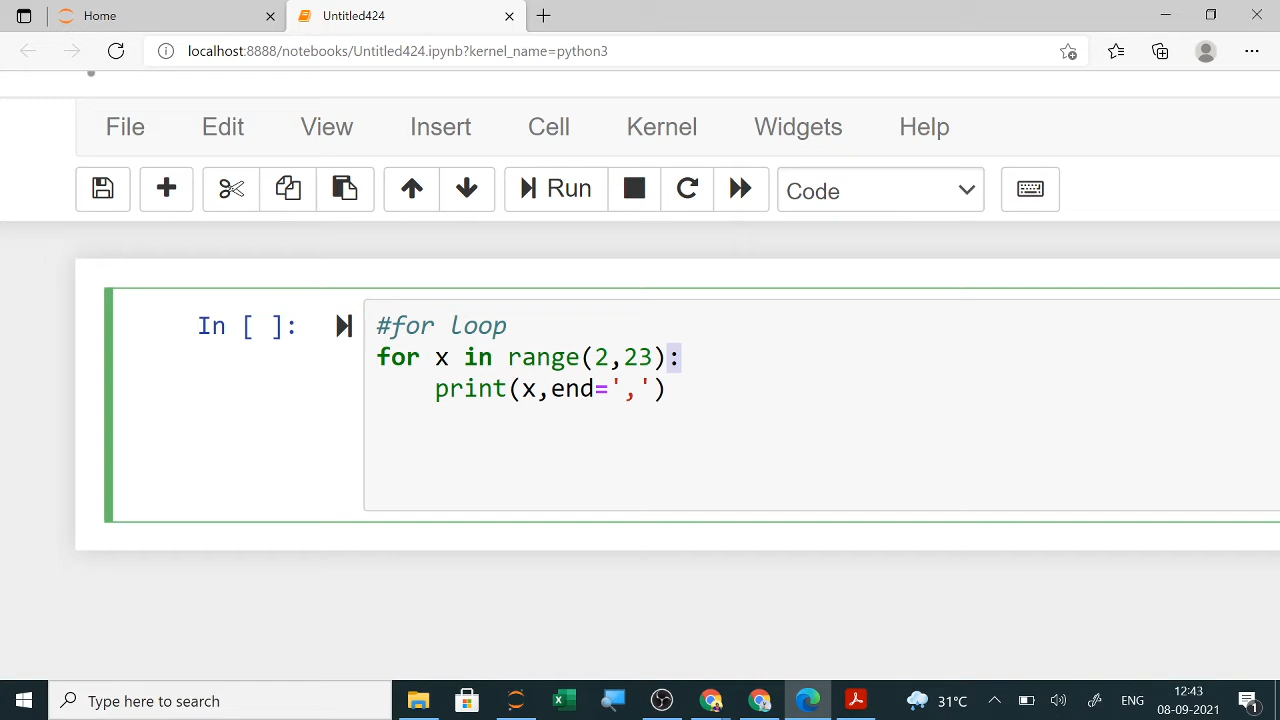 Home
Untitled424
localhost:8888/notebooks/Untitled424.ipynb?kernel_name=python3
File Edit View Insert Cell Kernel Widgets Help
Run
Code
In [ ]:
#for loop
for x in range(2,23):
    print(x,end=',')
Type here to search
31°C
ENG
12:43
08-09-2021
1